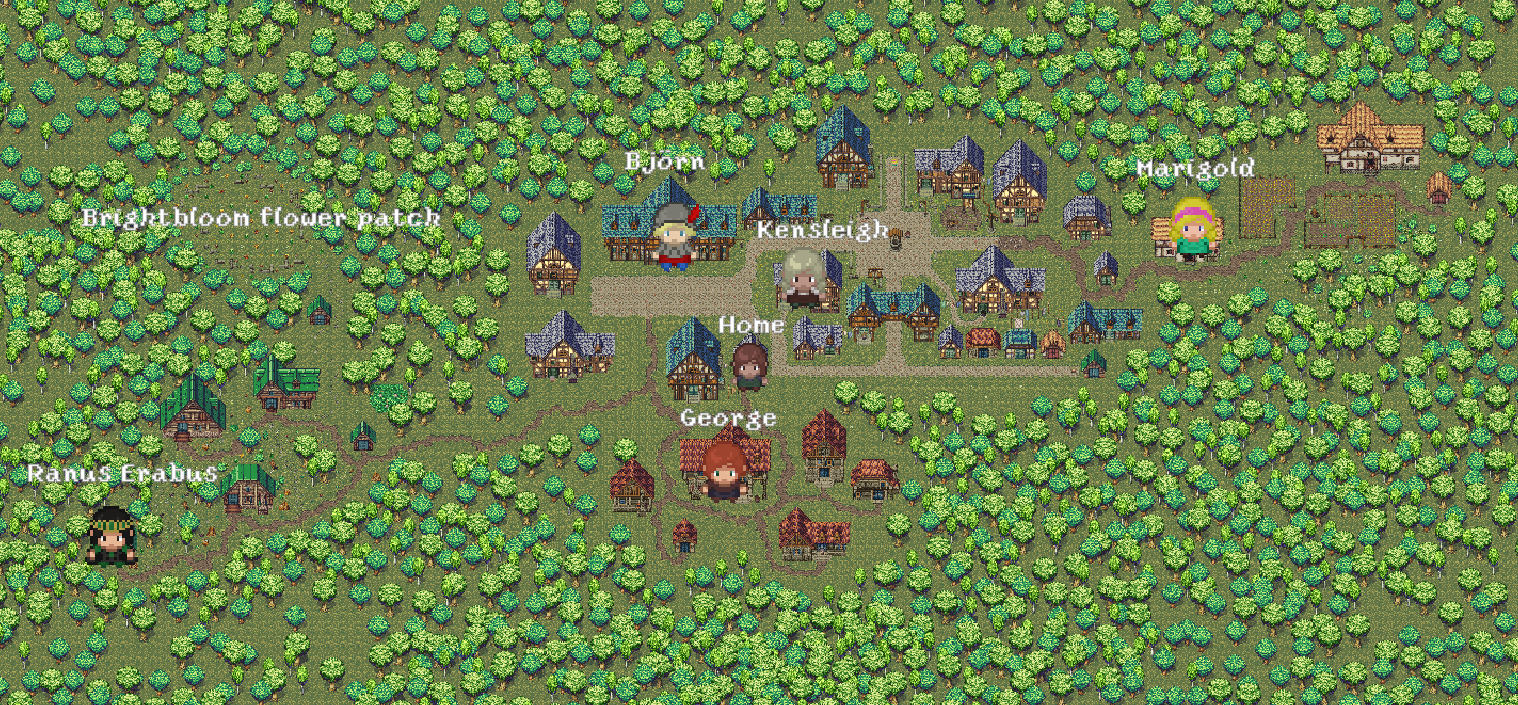 Bjorn
Marigold
Brightbloom flower patch
Kensleigh
Home
George
Ranus Erabus